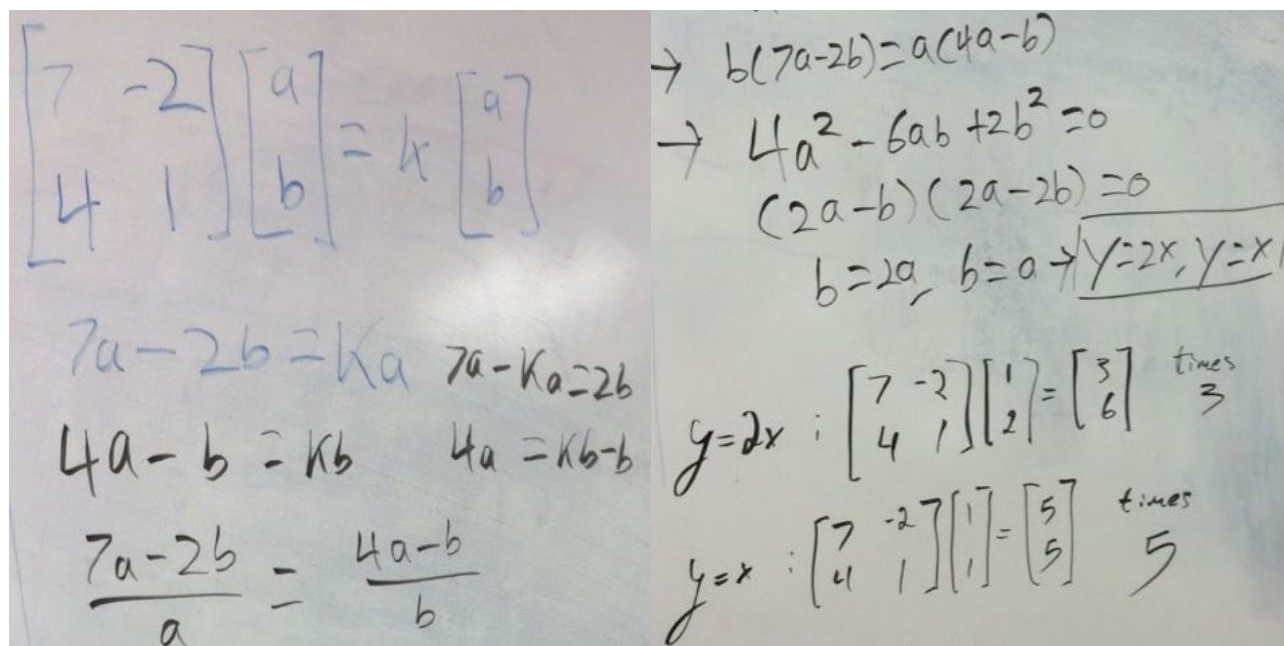 [7 -2; 4 1] [a; b] = k [a; b]
7a - 2b = Ka 7a - Ka = 2b
4a - b = Kb 4a = Kb - b
(7a - 2b)/a = (4a - b)/b
→ b(7a-2b) = a(4a-b)
→ 4a² - 6ab + 2b² = 0
(2a-b)(2a-2b) = 0
b = 2a, b = a → y=2x, y=x
y=2x : [7 -2; 4 1] [1; 2] = [3; 6] times 3
y=x : [7 -2; 4 1] [1; 1] = [5; 5] times 5